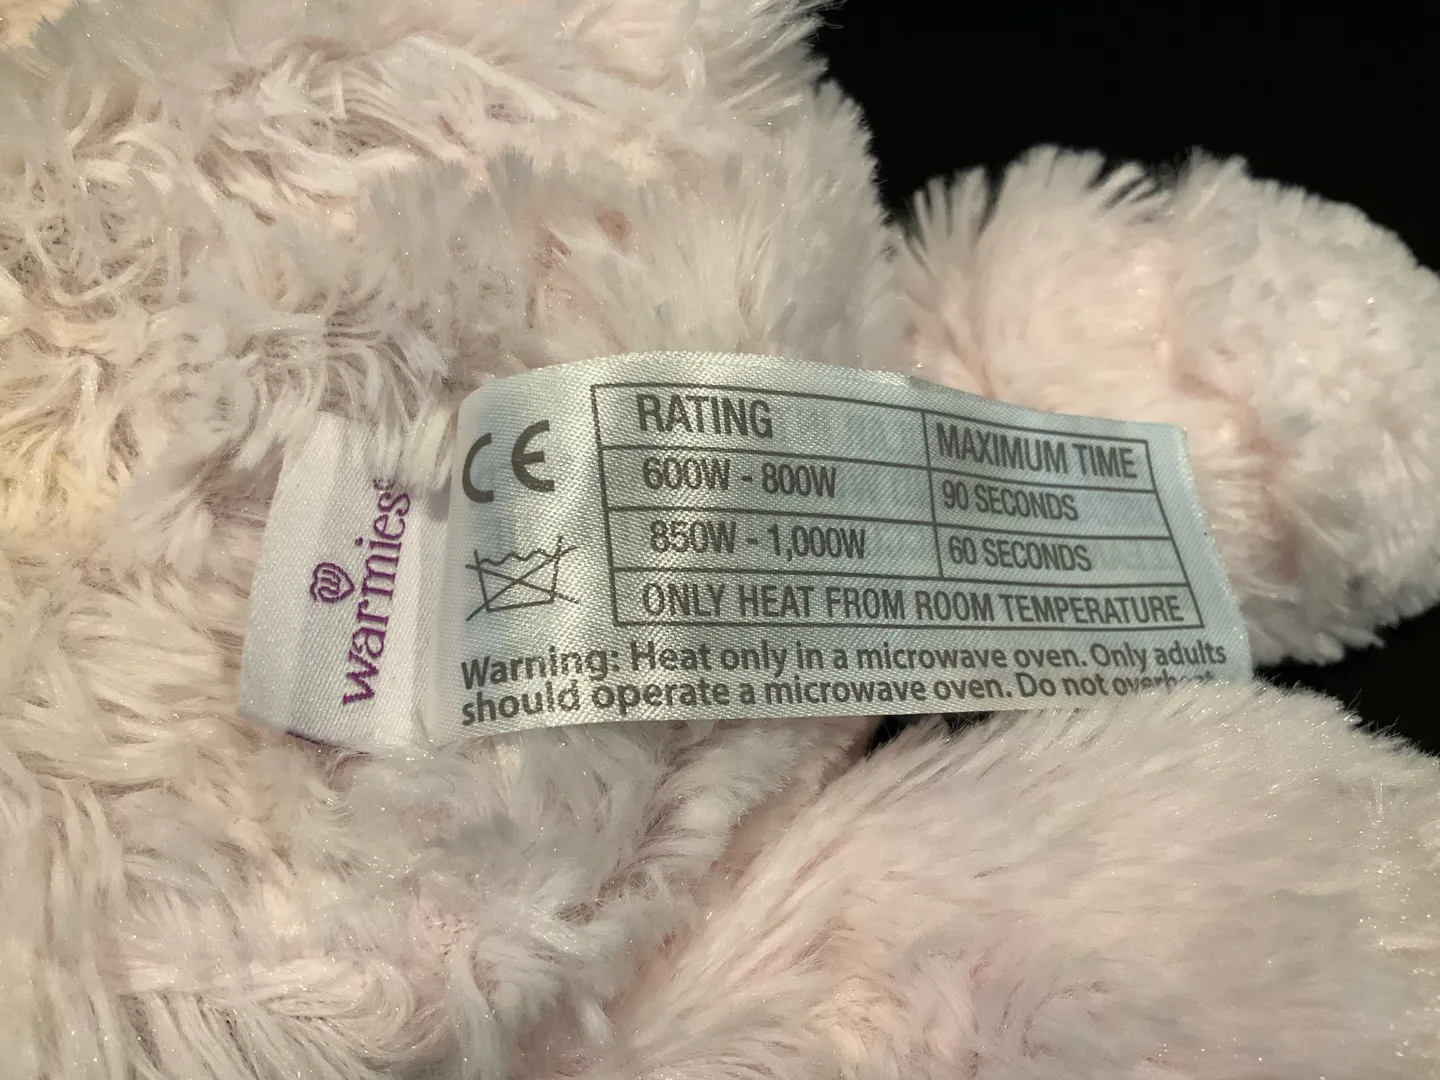 warmies®
CE
RATING MAXIMUM TIME
600W - 800W 90 SECONDS
850W - 1,000W 60 SECONDS
ONLY HEAT FROM ROOM TEMPERATURE
Warning: Heat only in a microwave oven. Only adults
should operate a microwave oven. Do not overheat